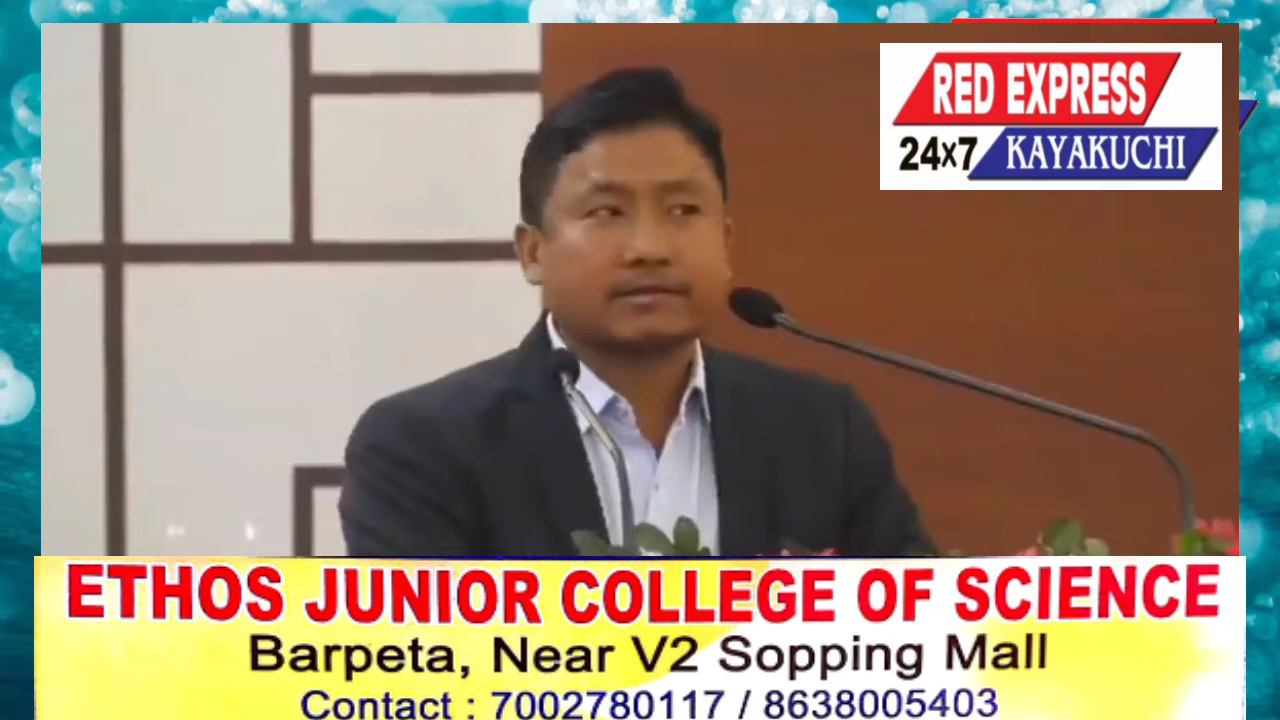 RED EXPRESS
24x7 KAYAKUCHI
ETHOS JUNIOR COLLEGE OF SCIENCE
Barpeta, Near V2 Sopping Mall
Contact : 7002780117 / 8638005403